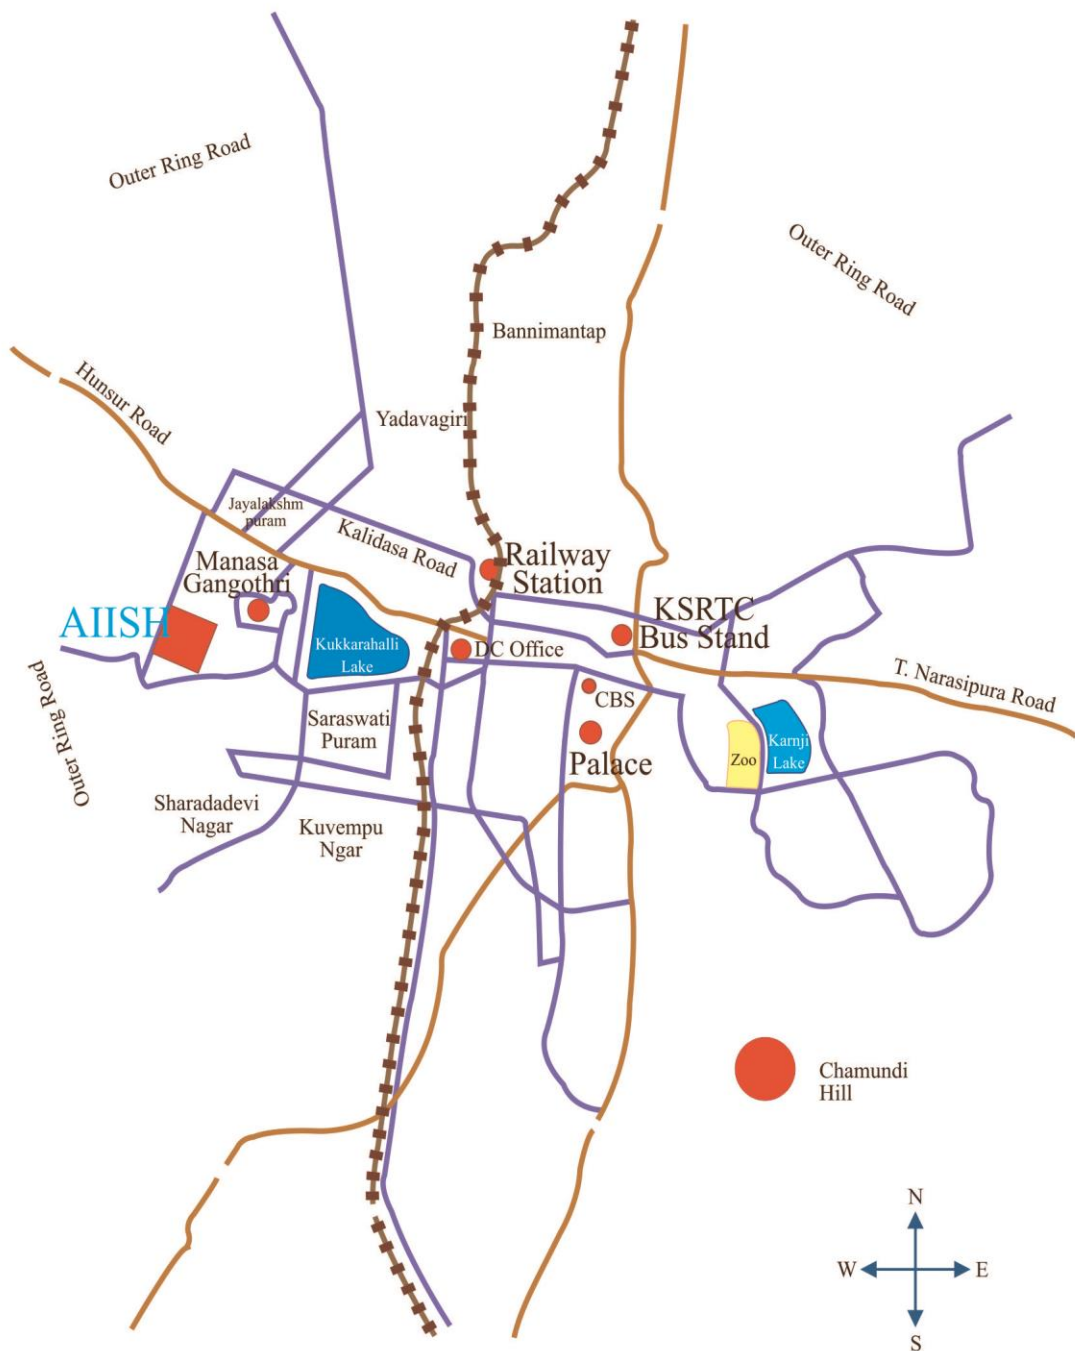 Outer Ring Road
Outer Ring Road
Bannimantap
Hunsur Road
Yadavagiri
Jayalakshm
puram
Kalidasa Road
Railway
Station
Manasa
Gangothri
AIISH
KSRTC
Bus Stand
Kukkarahalli
Lake
DC Office
T. Narasipura Road
Outer Ring Road
CBS
Saraswati
Puram
Karnji
Lake
Zoo
Palace
Sharadadevi
Nagar
Kuvempu
Ngar
Chamundi
Hill
N
W
E
S